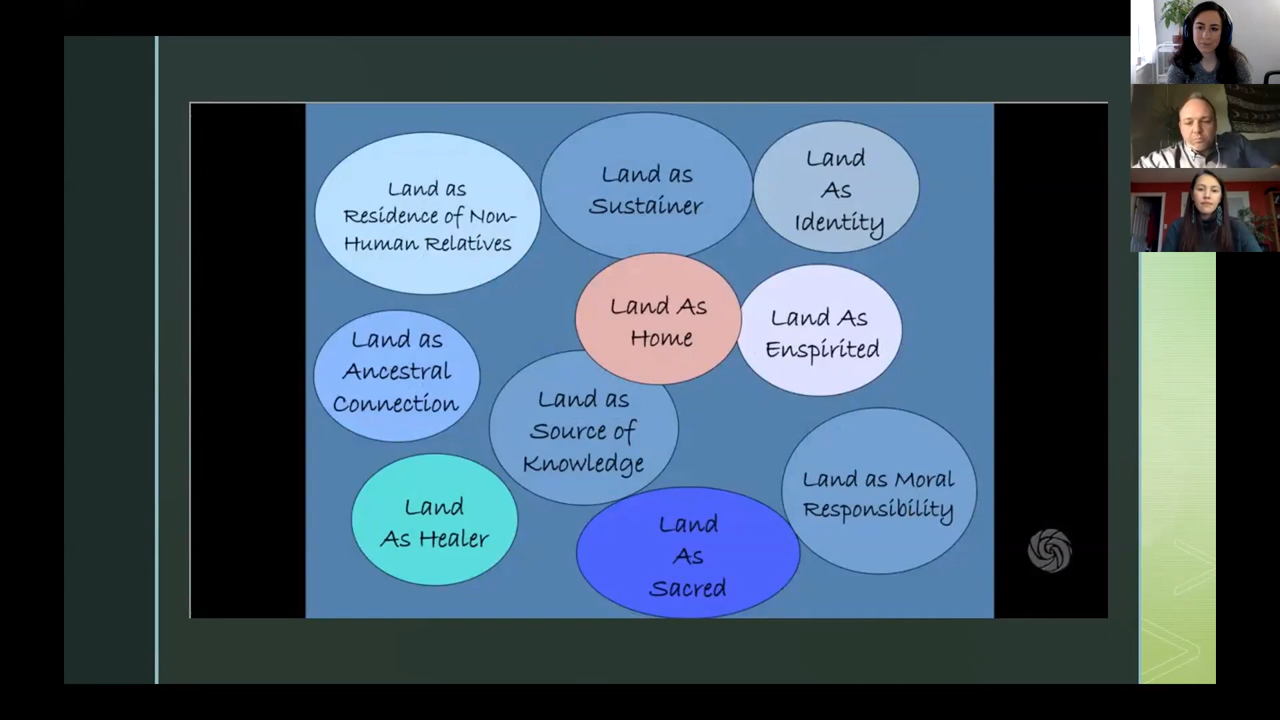 Land as
Residence of Non-
Human Relatives
Land as
Sustainer
Land
As
Identity
Land As
Home
Land As
Enspirited
Land as
Ancestral
Connection
Land as
Source of
Knowledge
Land as Moral
Responsibility
Land
As Healer
Land
As
Sacred